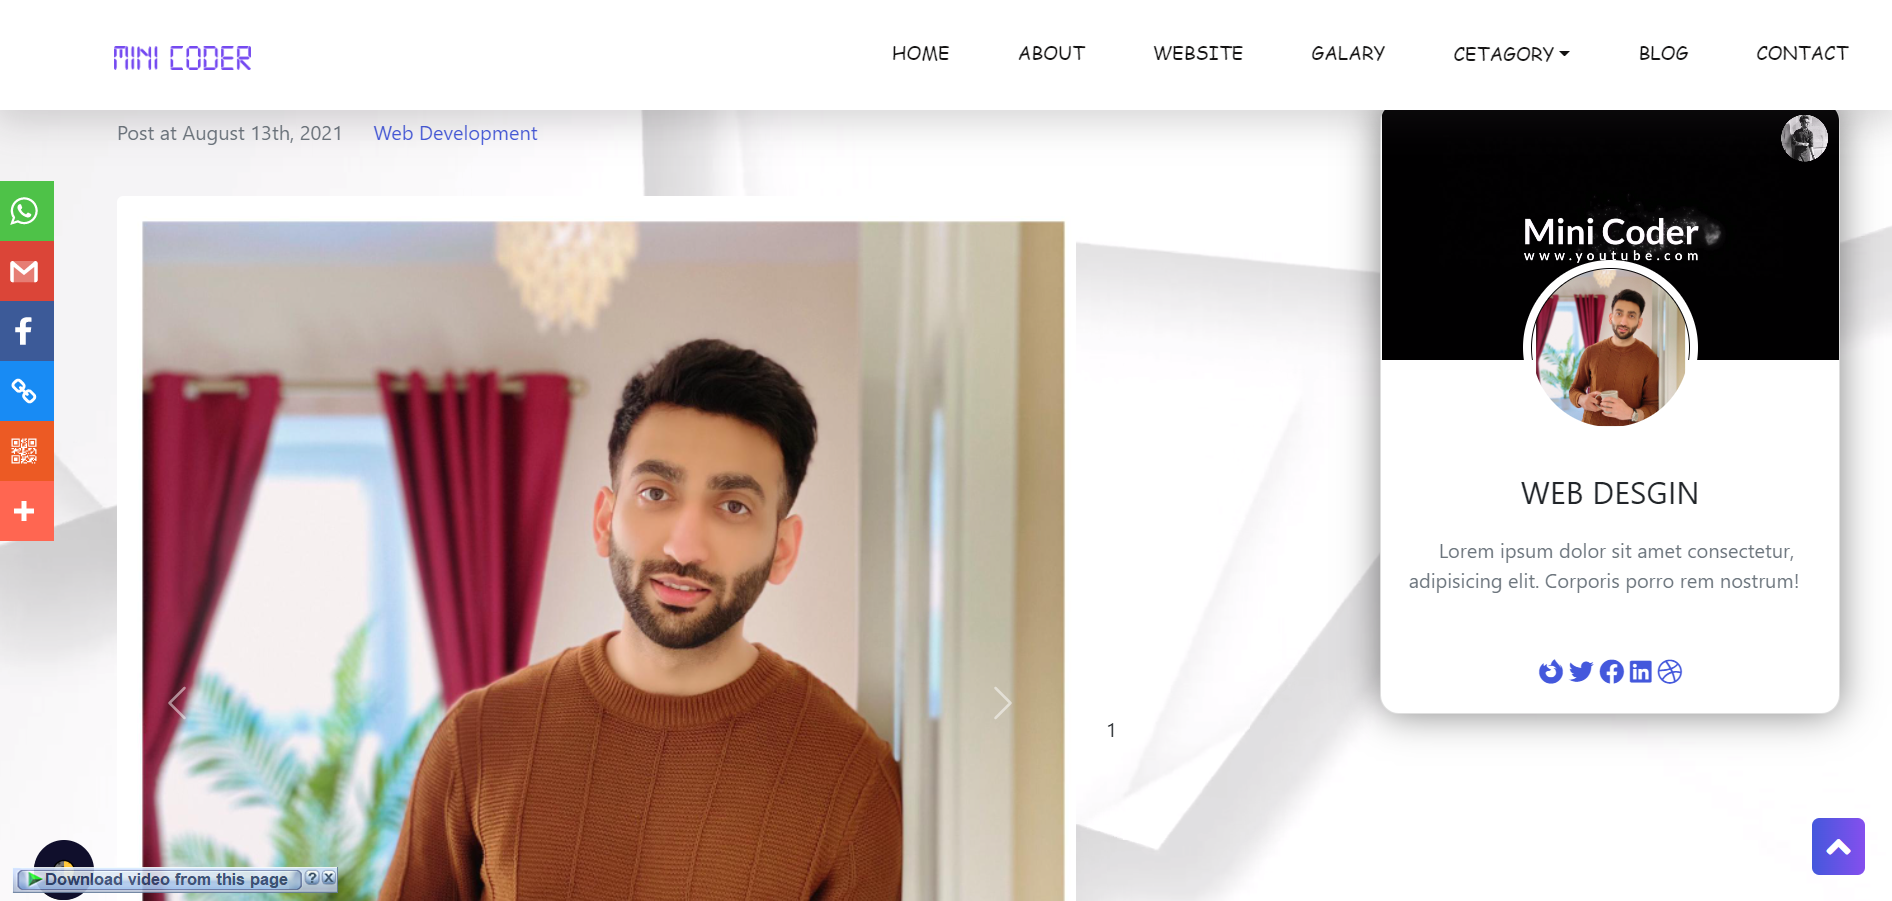 MINI CODER
HOME ABOUT WEBSITE GALARY CETAGORY BLOG CONTACT
Post at August 13th, 2021 Web Development
Mini Coder
www.youtube.com
WEB DESGIN
Lorem ipsum dolor sit amet consectetur,
adipisicing elit. Corporis porro rem nostrum!
1
Download video from this page ? X